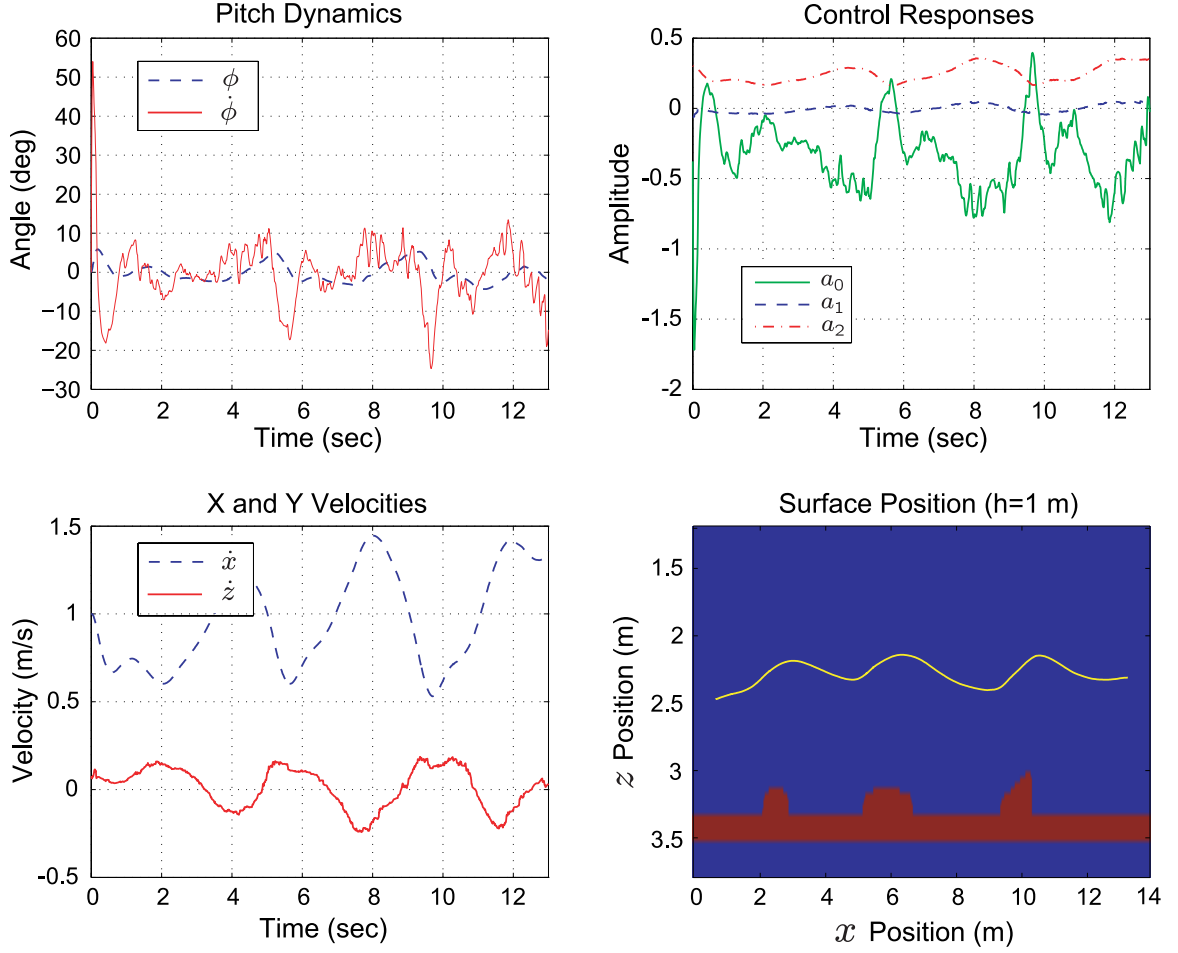 Pitch Dynamics
60
50
40
30
20
10
0
−10
−20
−30
Angle (deg)
ϕ
ϕ̇
0 2 4 6 8 10 12
Time (sec)
Control Responses
0.5
0
-0.5
-1
-1.5
-2
Amplitude
a₀
a₁
a₂
0 2 4 6 8 10 12
Time (sec)
X and Y Velocities
1.5
1
0.5
0
-0.5
Velocity (m/s)
ẋ
ż
0 2 4 6 8 10 12
Time (sec)
Surface Position (h=1 m)
1.5
2
2.5
3
3.5
z Position (m)
0 2 4 6 8 10 12 14
x Position (m)